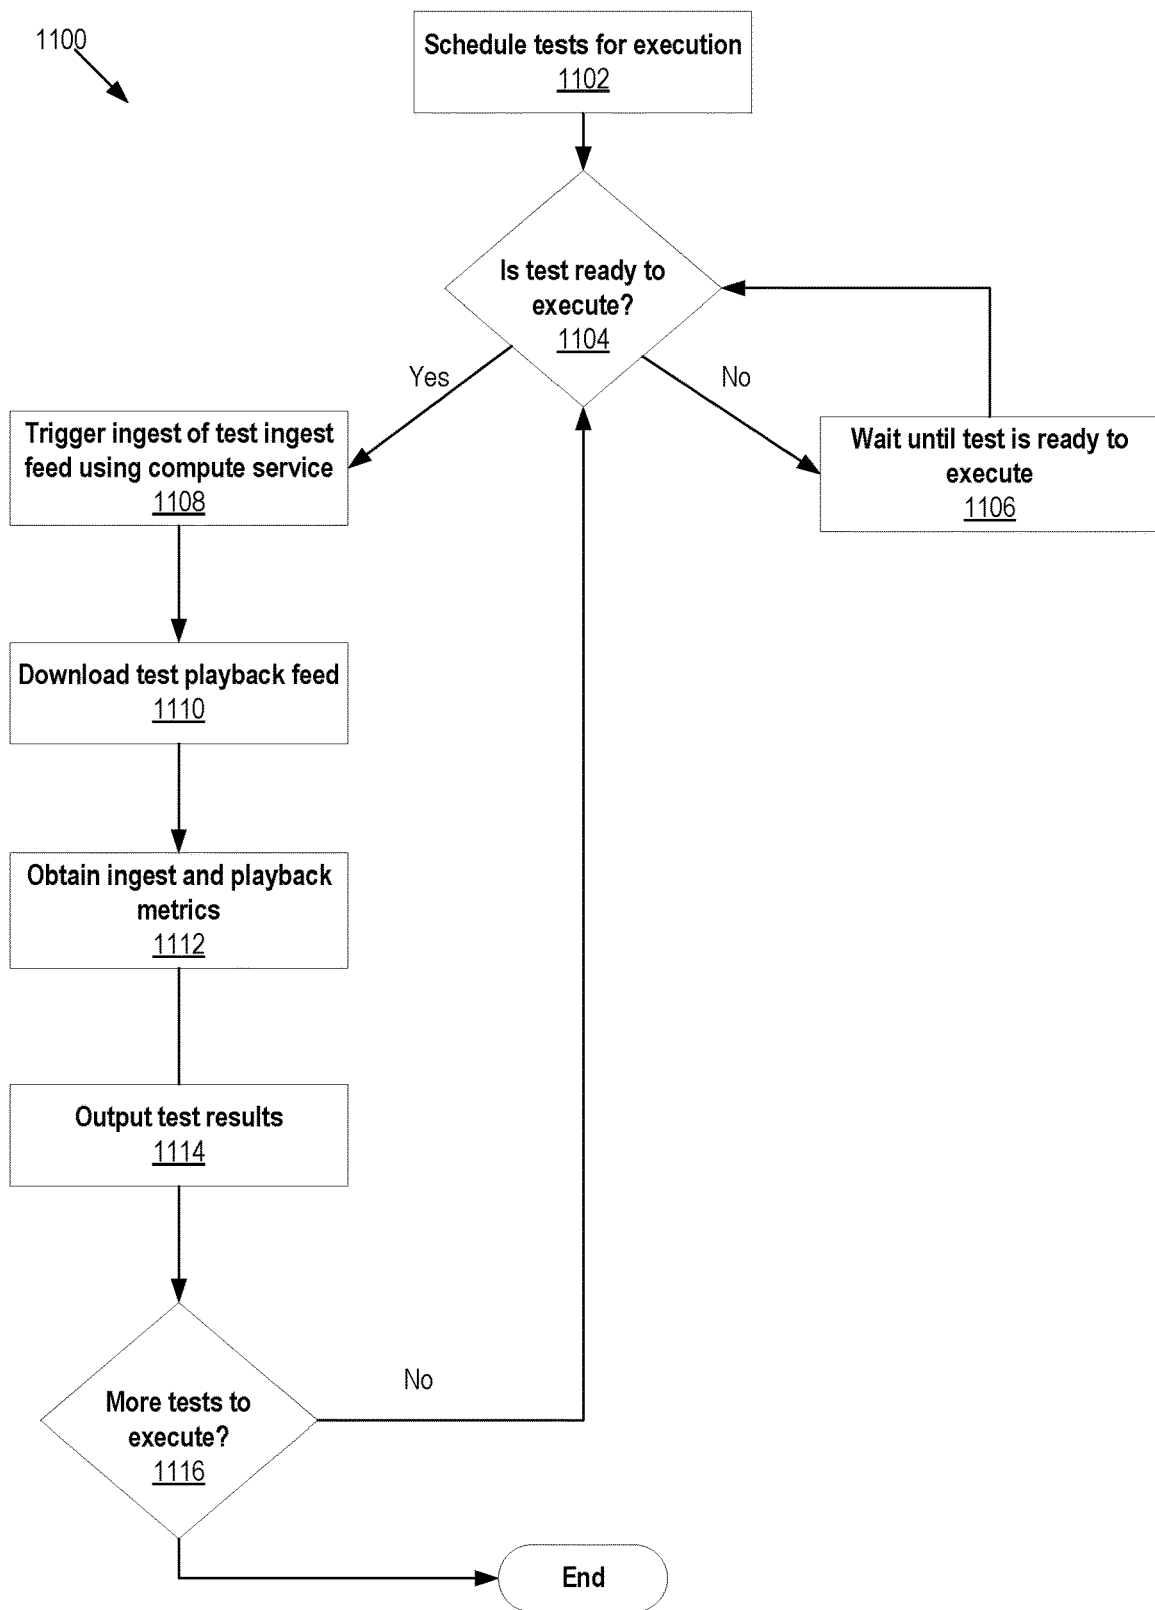 1100
Schedule tests for execution
1102
Is test ready to
execute?
1104
Yes
No
Trigger ingest of test ingest
feed using compute service
1108
Wait until test is ready to
execute
1106
Download test playback feed
1110
Obtain ingest and playback
metrics
1112
Output test results
1114
More tests to
execute?
1116
No
End